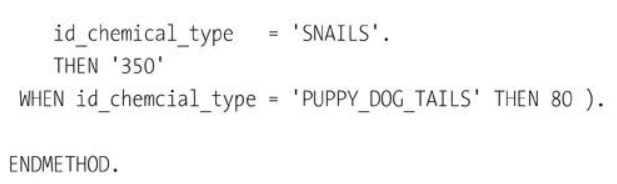 id_chemical_type = 'SNAILS'.
THEN '350'
WHEN id_chemcial_type = 'PUPPY_DOG_TAILS' THEN 80 ).
ENDMETHOD.